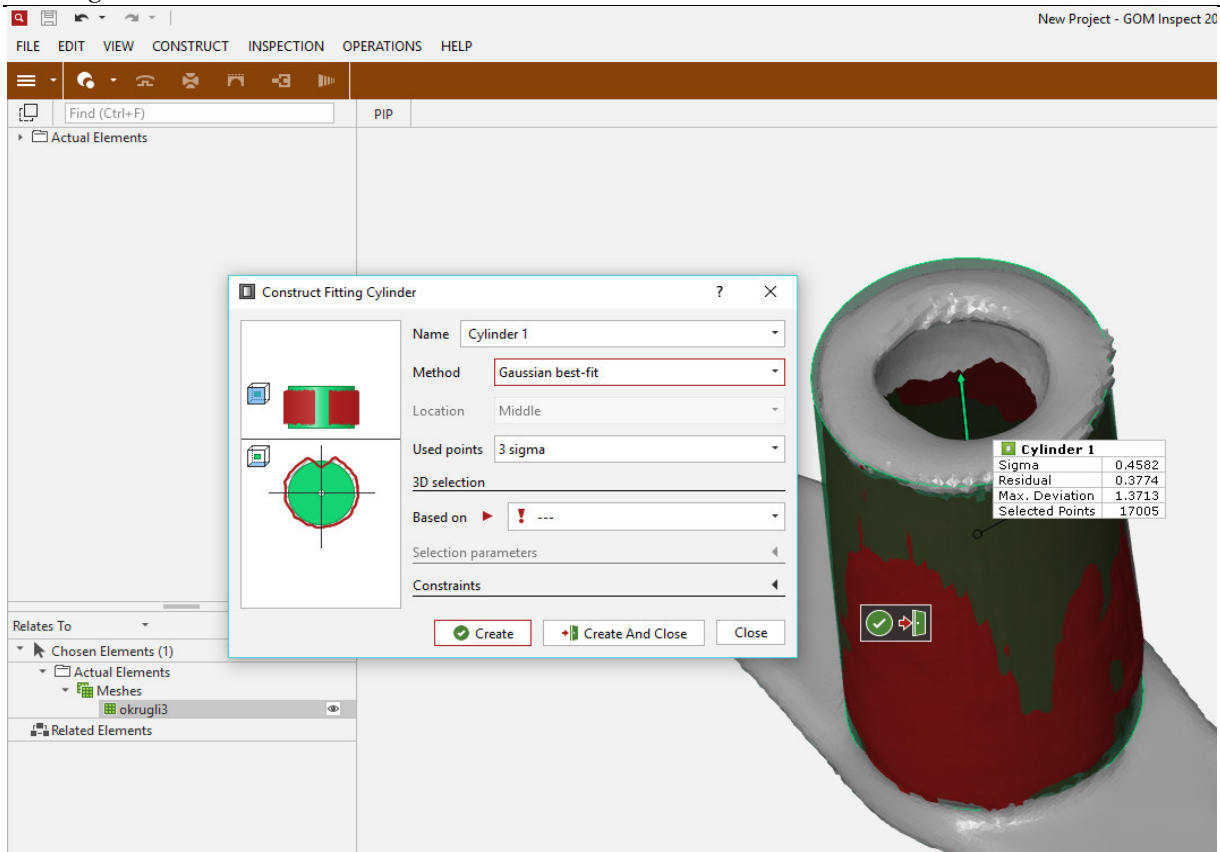 New Project - GOM Inspect 20
FILE EDIT VIEW CONSTRUCT INSPECTION OPERATIONS HELP
Find (Ctrl+F)
PIP
Actual Elements
Construct Fitting Cylinder ? ×
Name Cylinder 1
Method Gaussian best-fit
Location Middle
Used points 3 sigma
3D selection
Based on ! ---
Selection parameters
Constraints
Create Create And Close Close
Cylinder 1
Sigma 0.4582
Residual 0.3774
Max. Deviation 1.3713
Selected Points 17005
Relates To
Chosen Elements (1)
Actual Elements
Meshes
okrugli3
Related Elements